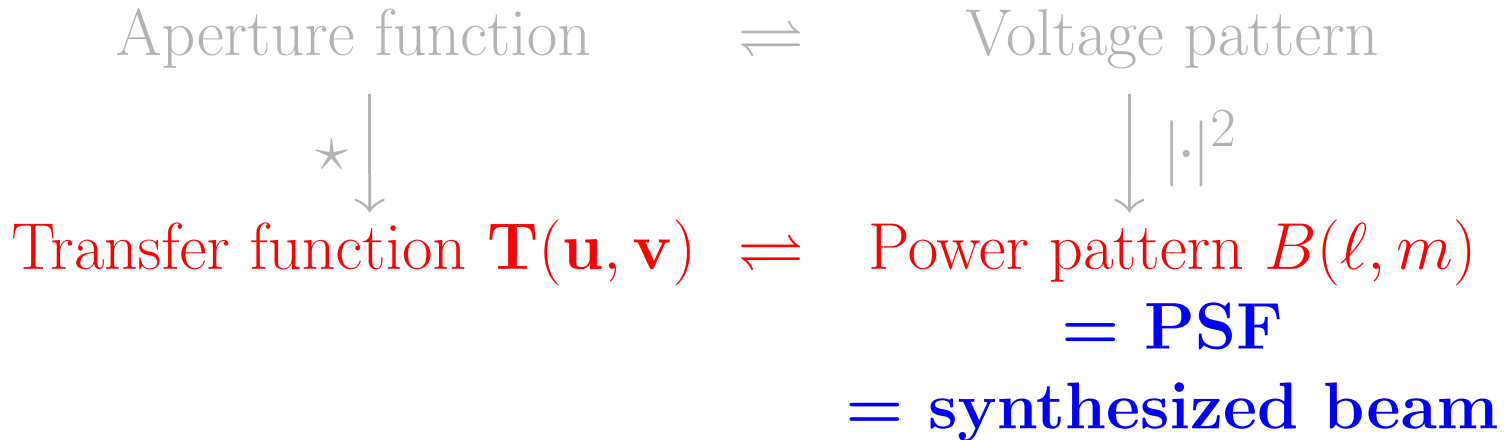 Aperture function ⇌ Voltage pattern
⋆ |·|²
Transfer function T(u, v) ⇌ Power pattern B(ℓ, m)
= PSF
= synthesized beam